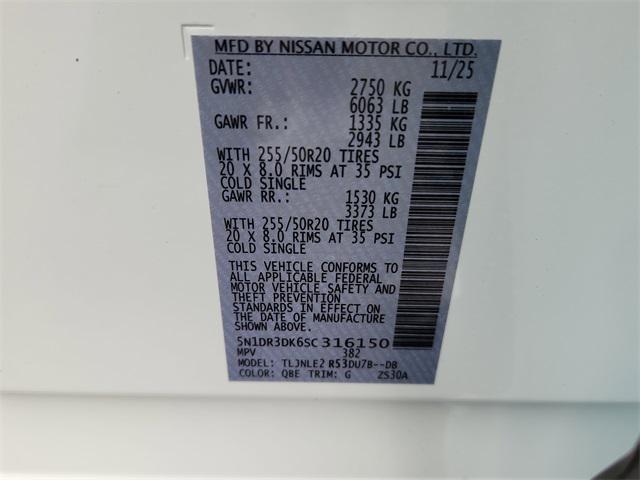 MFD BY NISSAN MOTOR CO., LTD.
DATE: 11/25
GVWR: 2750 KG
6063 LB
GAWR FR.: 1335 KG
2943 LB
WITH 255/50R20 TIRES
20 X 8.0 RIMS AT 35 PSI
COLD SINGLE
GAWR RR.: 1530 KG
3373 LB
WITH 255/50R20 TIRES
20 X 8.0 RIMS AT 35 PSI
COLD SINGLE
THIS VEHICLE CONFORMS TO
ALL APPLICABLE FEDERAL
MOTOR VEHICLE SAFETY AND
THEFT PREVENTION
STANDARDS IN EFFECT ON
THE DATE OF MANUFACTURE
SHOWN ABOVE.
5N1DR3DK6SC316150
MPV 382
MODEL: TLJNLE2 R53DU7B--DB
COLOR: QBE TRIM: G ZS30A